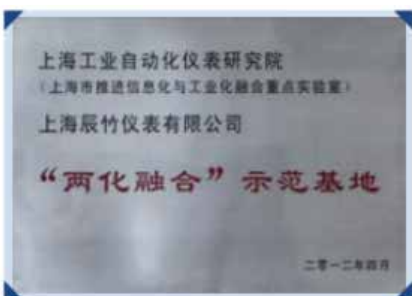 上海工业自动化仪表研究院
(上海市推进信息化与工业化融合重点实验室)
上海辰竹仪表有限公司
“两化融合”示范基地
二零一二年四月